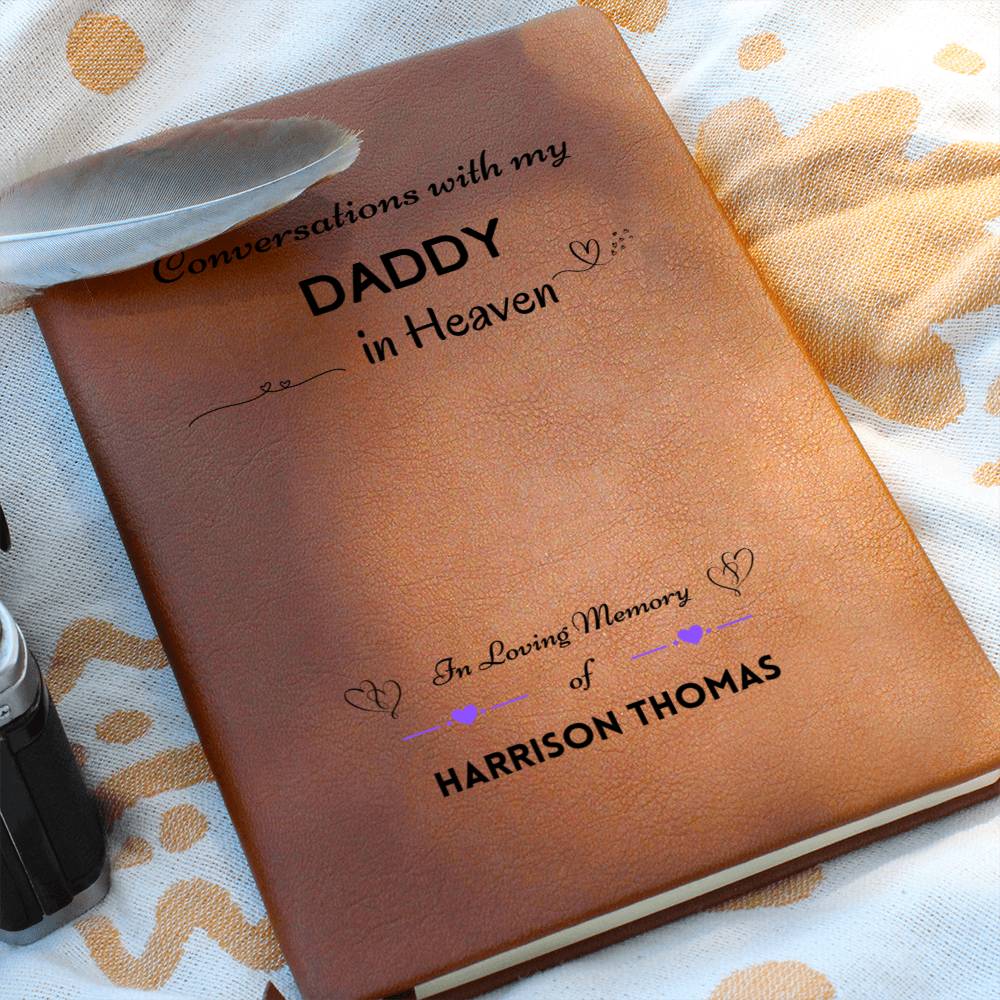 Conversations with my
DADDY
in Heaven
In Loving Memory
of
HARRISON THOMAS